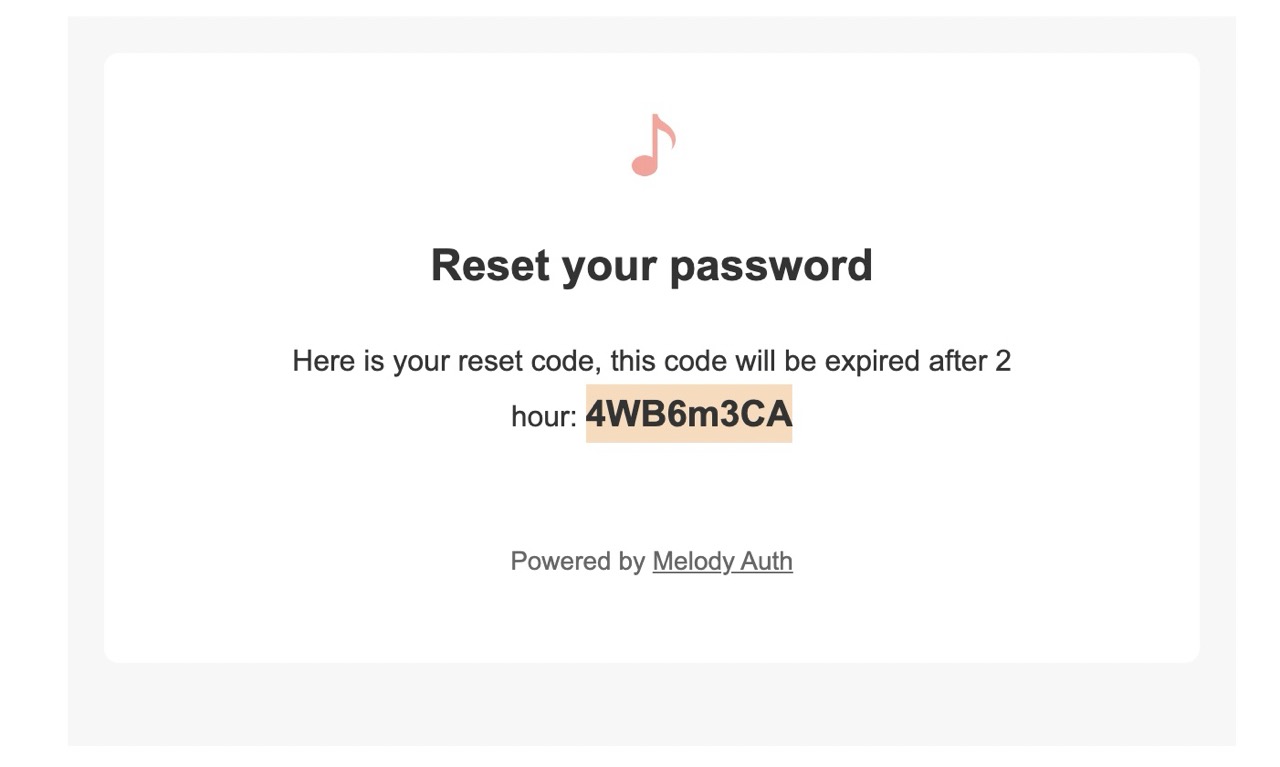 Reset your password
Here is your reset code, this code will be expired after 2
hour: 4WB6m3CA
Powered by Melody Auth